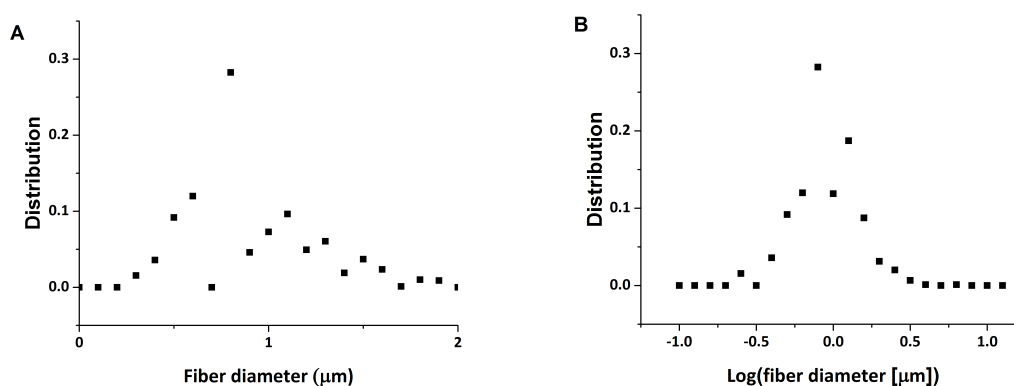 A
Distribution
0.3
0.2
0.1
0.0
0
1
2
Fiber diameter (μm)
B
Distribution
0.3
0.2
0.1
0.0
-1.0
-0.5
0.0
0.5
1.0
Log(fiber diameter [μm])